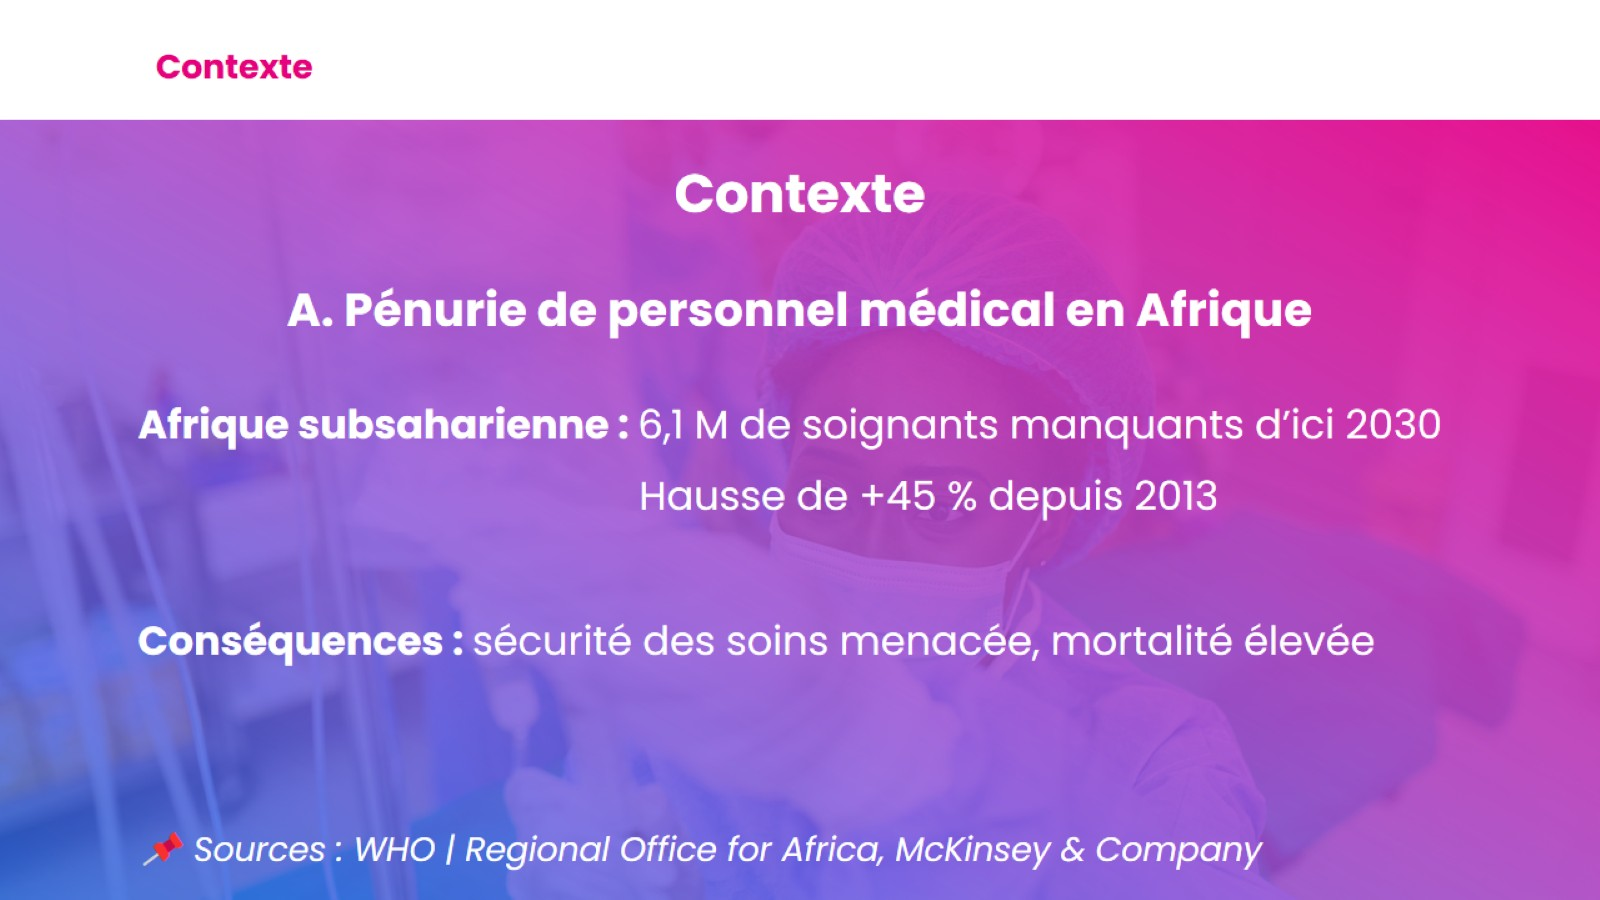 Contexte
Contexte
A. Pénurie de personnel médical en Afrique
Afrique subsaharienne : 6,1 M de soignants manquants d’ici 2030
Hausse de +45 % depuis 2013
Conséquences : sécurité des soins menacée, mortalité élevée
📌 Sources : WHO | Regional Office for Africa, McKinsey & Company